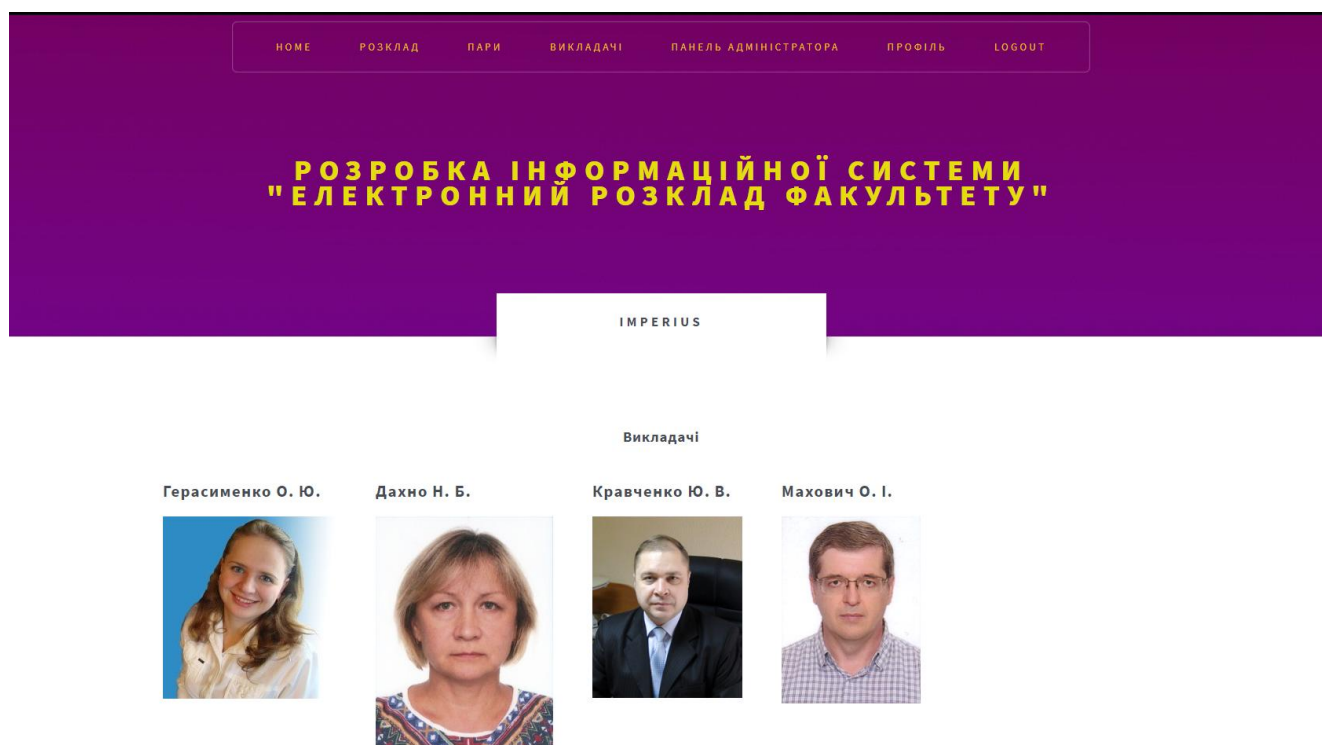 HOME РОЗКЛАД ПАРИ ВИКЛАДАЧІ ПАНЕЛЬ АДМІНІСТРАТОРА ПРОФІЛЬ LOGOUT
РОЗРОБКА ІНФОРМАЦІЙНОЇ СИСТЕМИ
"ЕЛЕКТРОННИЙ РОЗКЛАД ФАКУЛЬТЕТУ"
IMPERIUS
Викладачі
Герасименко О. Ю. Дахно Н. Б. Кравченко Ю. В. Махович О. І.